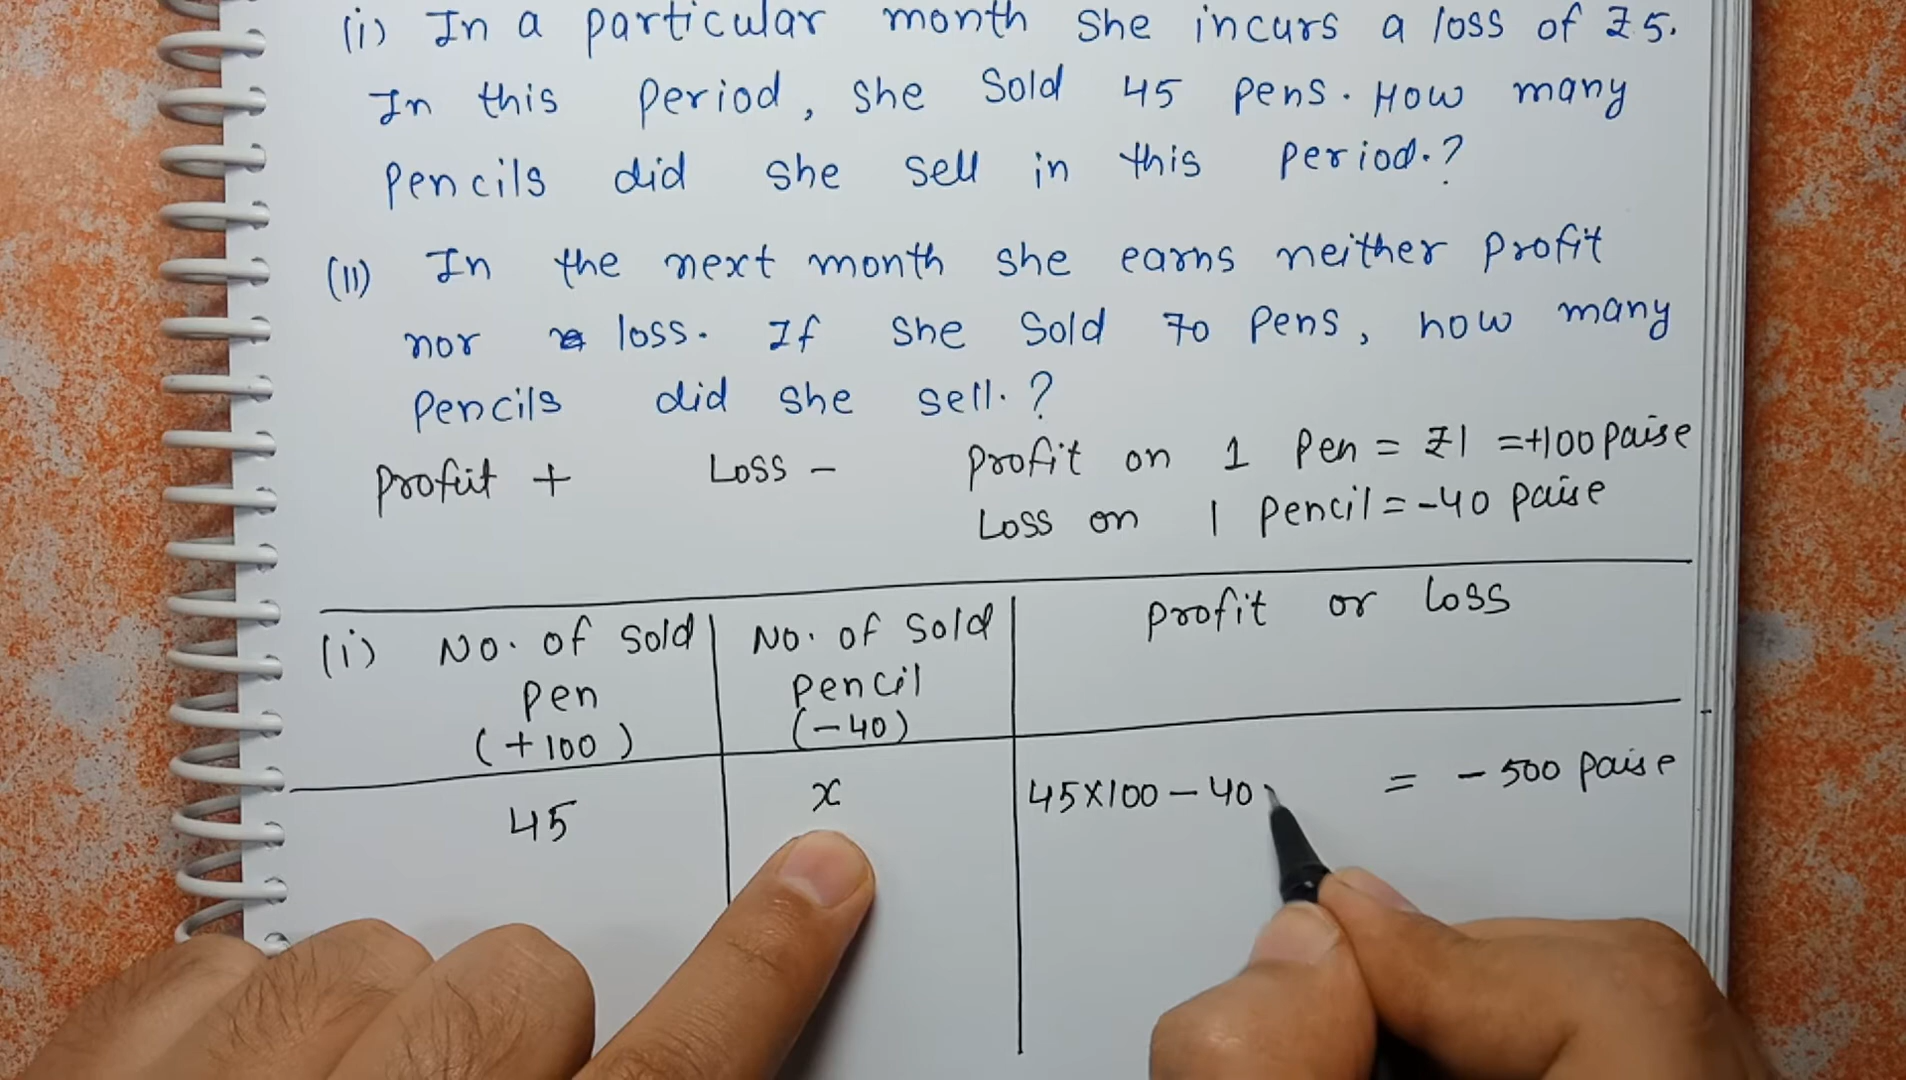 (i) In a particular month she incurs a loss of ₹5.
In this period, she sold 45 pens. How many
pencils did she sell in this period.?
(II) In the next month she earns neither profit
nor loss. If she sold 70 pens, how many
pencils did she sell.?
Profit + Loss - Profit on 1 Pen = ₹1 = +100 paise
Loss on 1 Pencil = -40 paise
(i) No. of sold pen (+100) | No. of sold pencil (-40) | Profit or Loss
45 | x | 45×100 - 40 = -500 paise